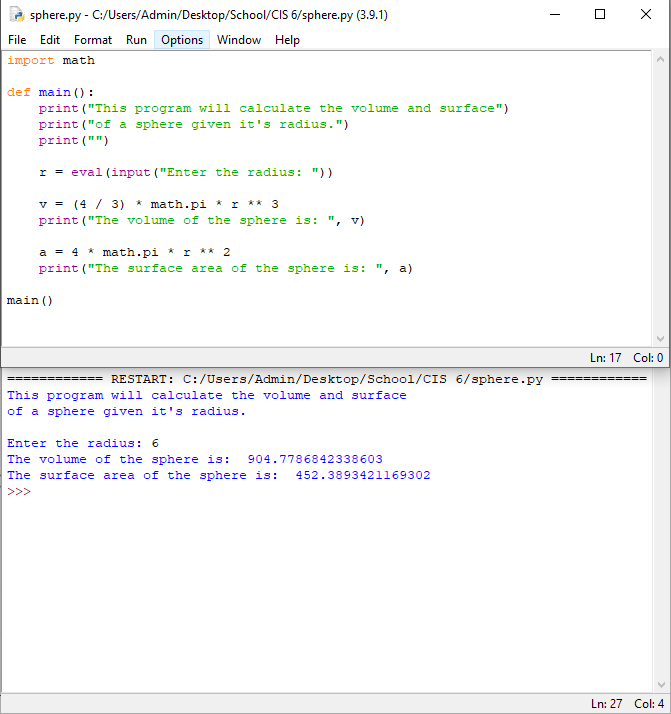 sphere.py - C:/Users/Admin/Desktop/School/CIS 6/sphere.py (3.9.1)
File Edit Format Run Options Window Help
import math

def main():
    print("This program will calculate the volume and surface")
    print("of a sphere given it's radius.")
    print("")

    r = eval(input("Enter the radius: "))

    v = (4 / 3) * math.pi * r ** 3
    print("The volume of the sphere is: ", v)

    a = 4 * math.pi * r ** 2
    print("The surface area of the sphere is: ", a)

main()
Ln: 17 Col: 0
============ RESTART: C:/Users/Admin/Desktop/School/CIS 6/sphere.py ============
This program will calculate the volume and surface
of a sphere given it's radius.

Enter the radius: 6
The volume of the sphere is:  904.7786842338603
The surface area of the sphere is:  452.3893421169302
>>>
Ln: 27 Col: 4